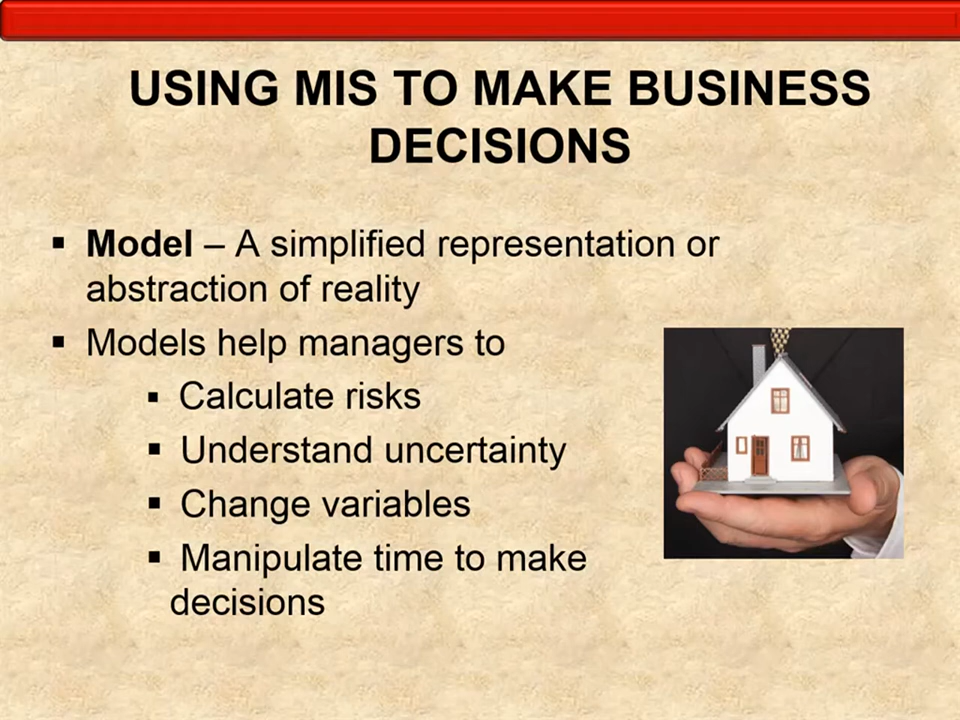 USING MIS TO MAKE BUSINESS
DECISIONS
▪ Model – A simplified representation or
abstraction of reality
▪ Models help managers to
▪ Calculate risks
▪ Understand uncertainty
▪ Change variables
▪ Manipulate time to make
decisions